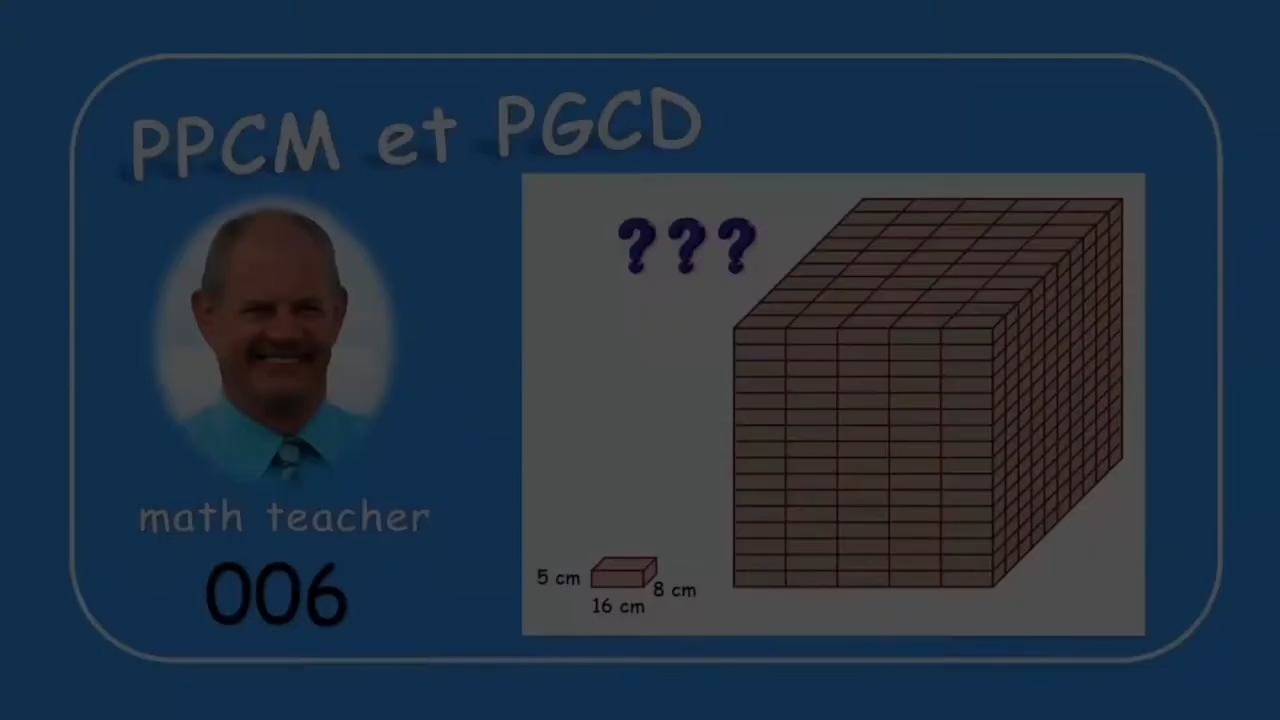 PPCM et PGCD
???
math teacher
006
5 cm
8 cm
16 cm